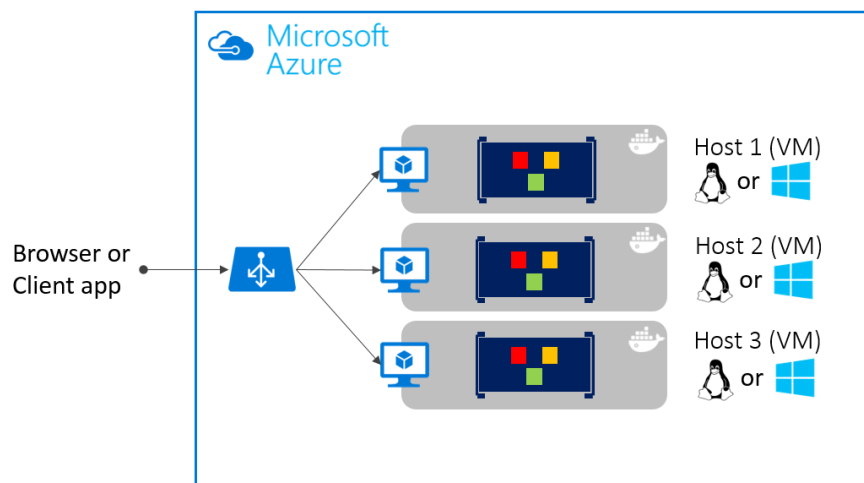 Microsoft
Azure
Host 1 (VM)
or
Browser or
Client app
Host 2 (VM)
or
Host 3 (VM)
or